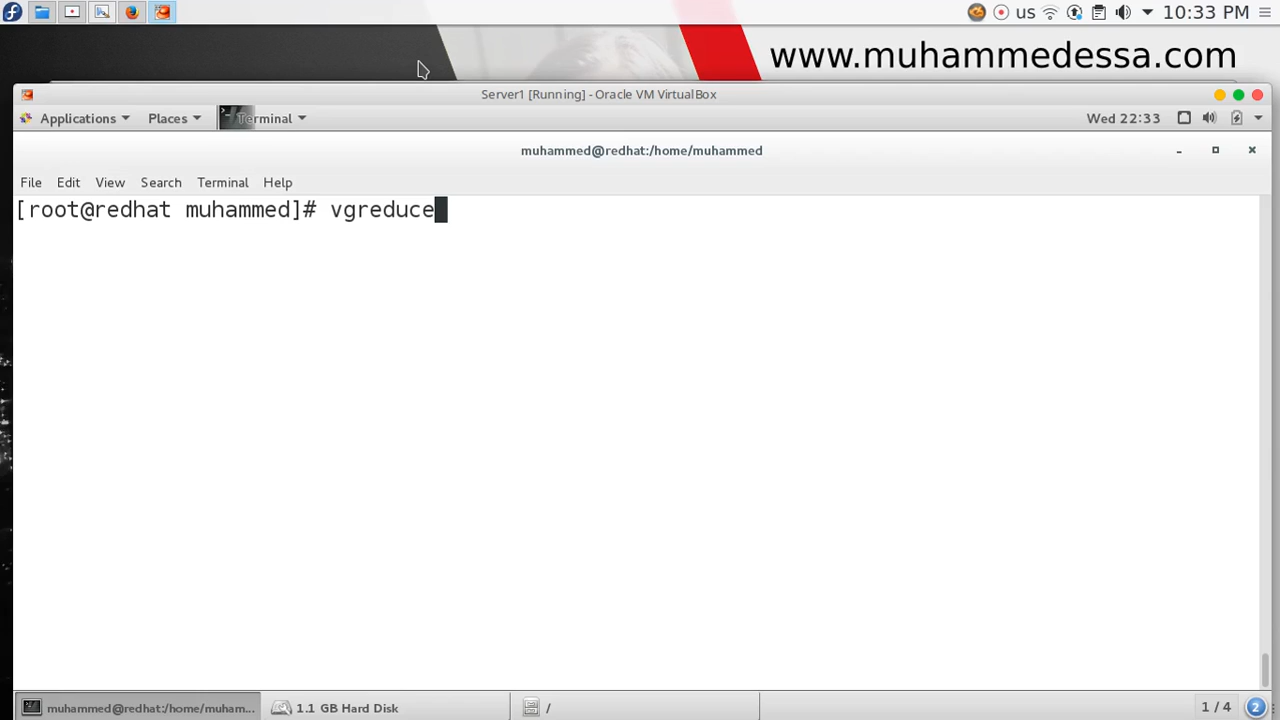 us
10:33 PM
www.muhammedessa.com
Server1 [Running] - Oracle VM VirtualBox
Applications Places Terminal
Wed 22:33
muhammed@redhat:/home/muhammed
File Edit View Search Terminal Help
[root@redhat muhammed]# vgreduce
muhammed@redhat:/home/muham... 1.1 GB Hard Disk / 1 / 4 2